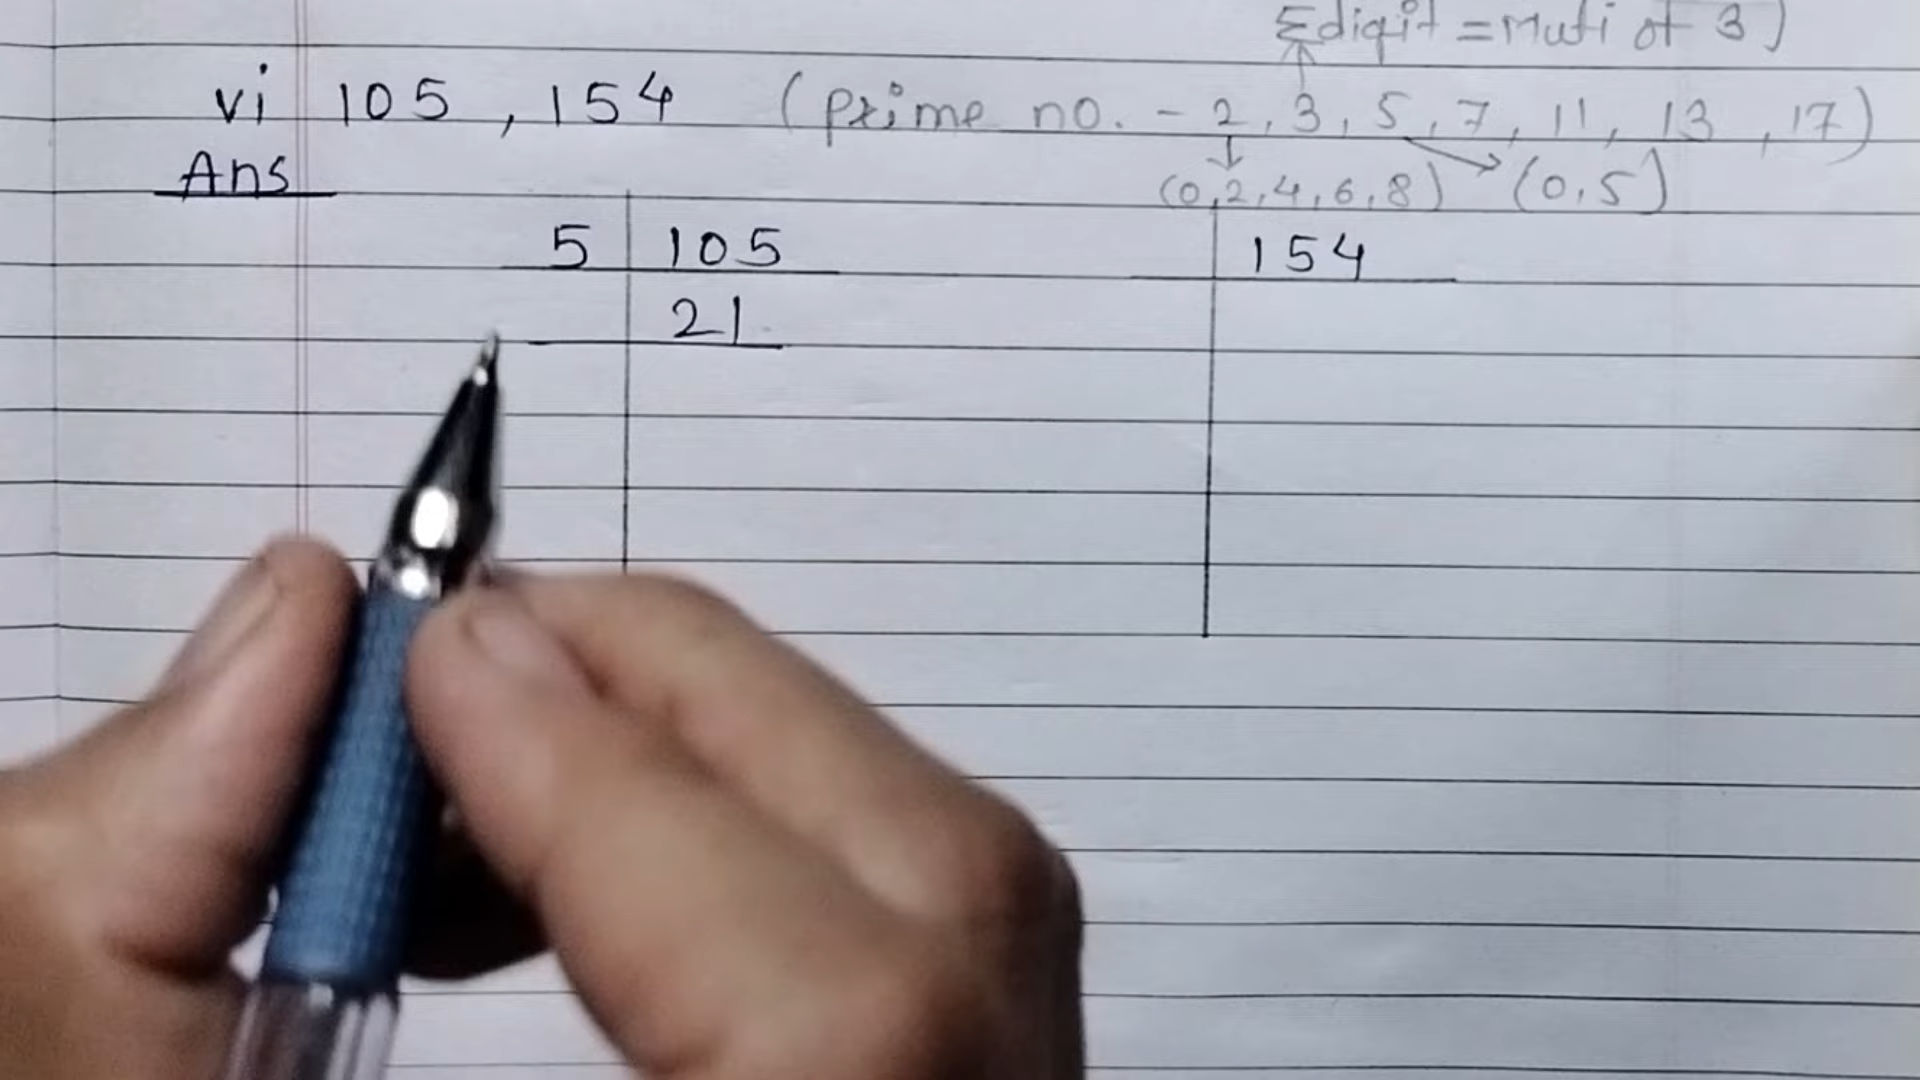 Σdigit = Muti of 3)
vi 105, 154 (prime no. - 2, 3, 5, 7, 11, 13, 17)
Ans (0,2,4,6,8) (0,5)
5 105 154
21